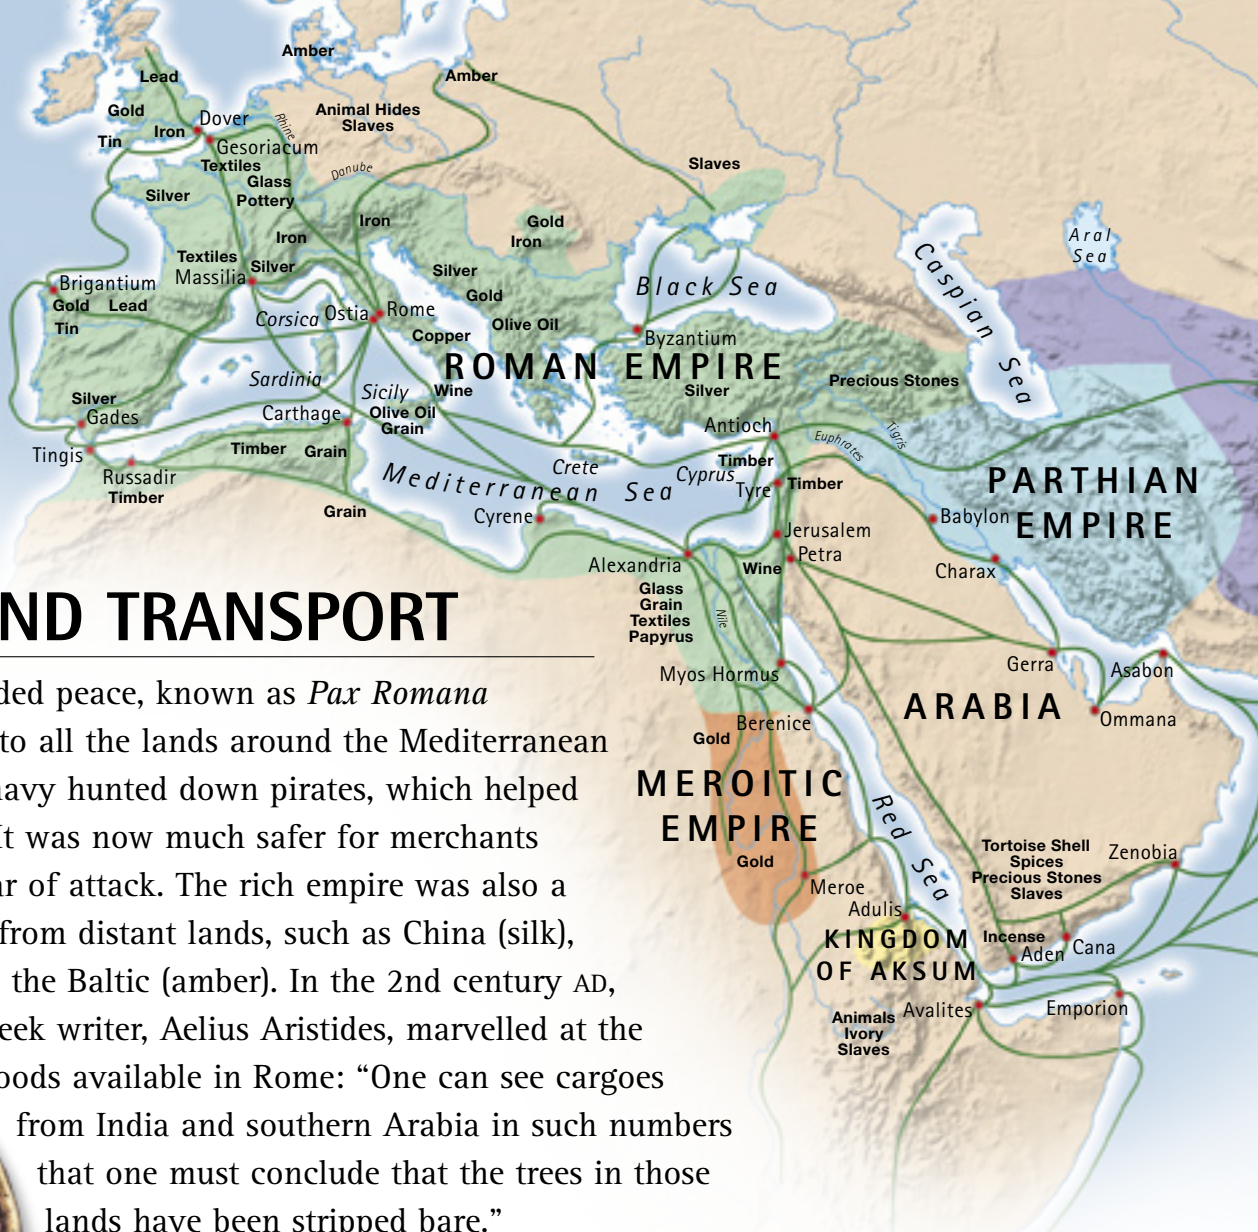 Amber
Amber
Lead
Gold
Iron
Tin
Dover
Gesoriacum
Rhine
Animal Hides
Slaves
Textiles
Glass
Pottery
Danube
Slaves
Silver
Iron
Gold
Iron
Iron
Textiles
Massilia
Silver
Silver
Gold
Brigantium
Gold
Lead
Tin
Corsica
Ostia
Rome
Copper
Olive Oil
Black Sea
Byzantium
Caspian Sea
Aral
Sea
ROMAN EMPIRE
Silver
Precious Stones
Sardinia
Sicily
Wine
Olive Oil
Grain
Silver
Gades
Carthage
Tingis
Russadir
Timber
Timber
Grain
Grain
Mediterranean Sea
Crete
Cyprus
Cyrene
Antioch
Timber
Tyre
Timber
Euphrates
Tigris
PARTHIAN
EMPIRE
Babylon
Charax
Jerusalem
Petra
Wine
Alexandria
Glass
Grain
Textiles
Papyrus
Nile
Myos Hormus
Berenice
Gold
Gerra
Asabon
Ommana
ARABIA
MEROITIC
EMPIRE
Gold
Red Sea
Meroe
Adulis
KINGDOM
OF AKSUM
Tortoise Shell
Spices
Precious Stones
Slaves
Zenobia
Incense
Aden
Cana
Avalites
Emporion
Animals
Ivory
Slaves
ND TRANSPORT
ded peace, known as Pax Romana
to all the lands around the Mediterranean
navy hunted down pirates, which helped
It was now much safer for merchants
ar of attack. The rich empire was also a
from distant lands, such as China (silk),
the Baltic (amber). In the 2nd century AD,
eek writer, Aelius Aristides, marvelled at the
oods available in Rome: “One can see cargoes
from India and southern Arabia in such numbers
that one must conclude that the trees in those
lands have been stripped bare.”